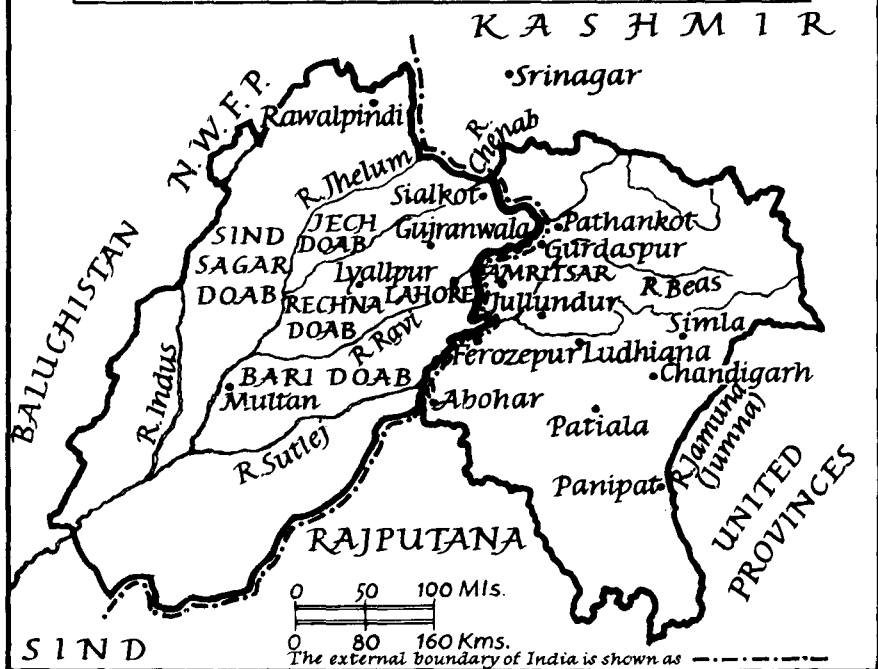 KASHMIR
Srinagar
N.W.F.P.
Rawalpindi
R. Chenab
R. Jhelum
Sialkot
JECH DOAB
Gujranwala
Pathankot
Gurdaspur
SIND SAGAR DOAB
Lyallpur
AMRITSAR
R. Beas
RECHNA DOAB
LAHORE
Jullundur
BALUCHISTAN
R. Ravi
Simla
Ferozepur
Ludhiana
R. Indus
BARI DOAB
Chandigarh
Multan
Abohar
Patiala
R. Jamuna (Jumna)
R. Sutlej
Panipat
UNITED PROVINCES
RAJPUTANA
0 50 100 Mls.
0 80 160 Kms.
SIND
The external boundary of India is shown as